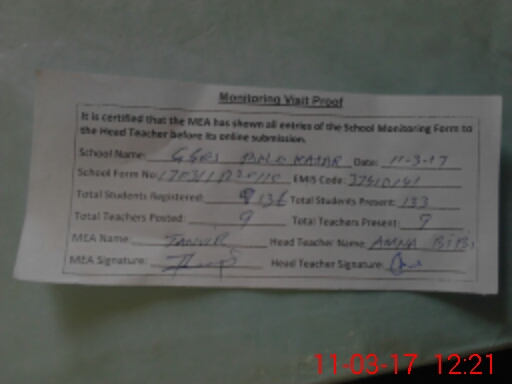 Monitoring Visit Proof
It is certified that the MEA has shown all entries of the School Monitoring Form to
the Head Teacher before its online submission.
School Name: GGPS Date: 11-3-17
School Form No: EMIS Code:
Total Students Registered: Total Students Present: 133
Total Teachers Posted: 9 Total Teachers Present: 9
MEA Name: TANVIR Head Teacher Name: AMNA BIBI
MEA Signature: Head Teacher Signature:
11-03-17 12:21